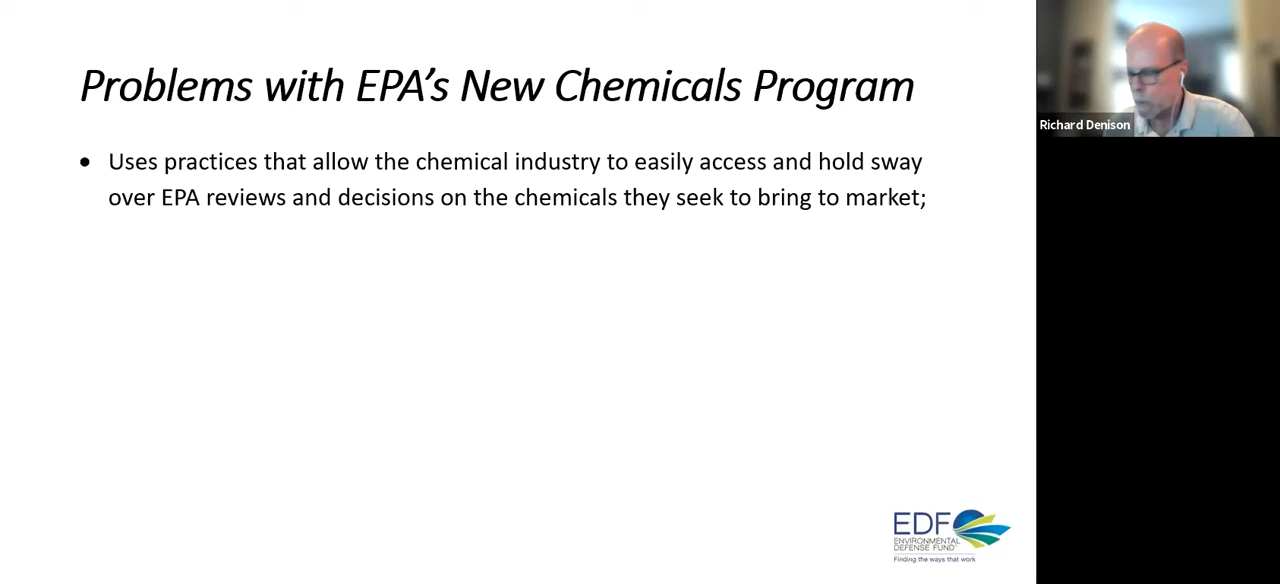 Problems with EPA's New Chemicals Program
Richard Denison
• Uses practices that allow the chemical industry to easily access and hold sway
over EPA reviews and decisions on the chemicals they seek to bring to market;
EDF
ENVIRONMENTAL
DEFENSE FUND™
Finding the ways that work